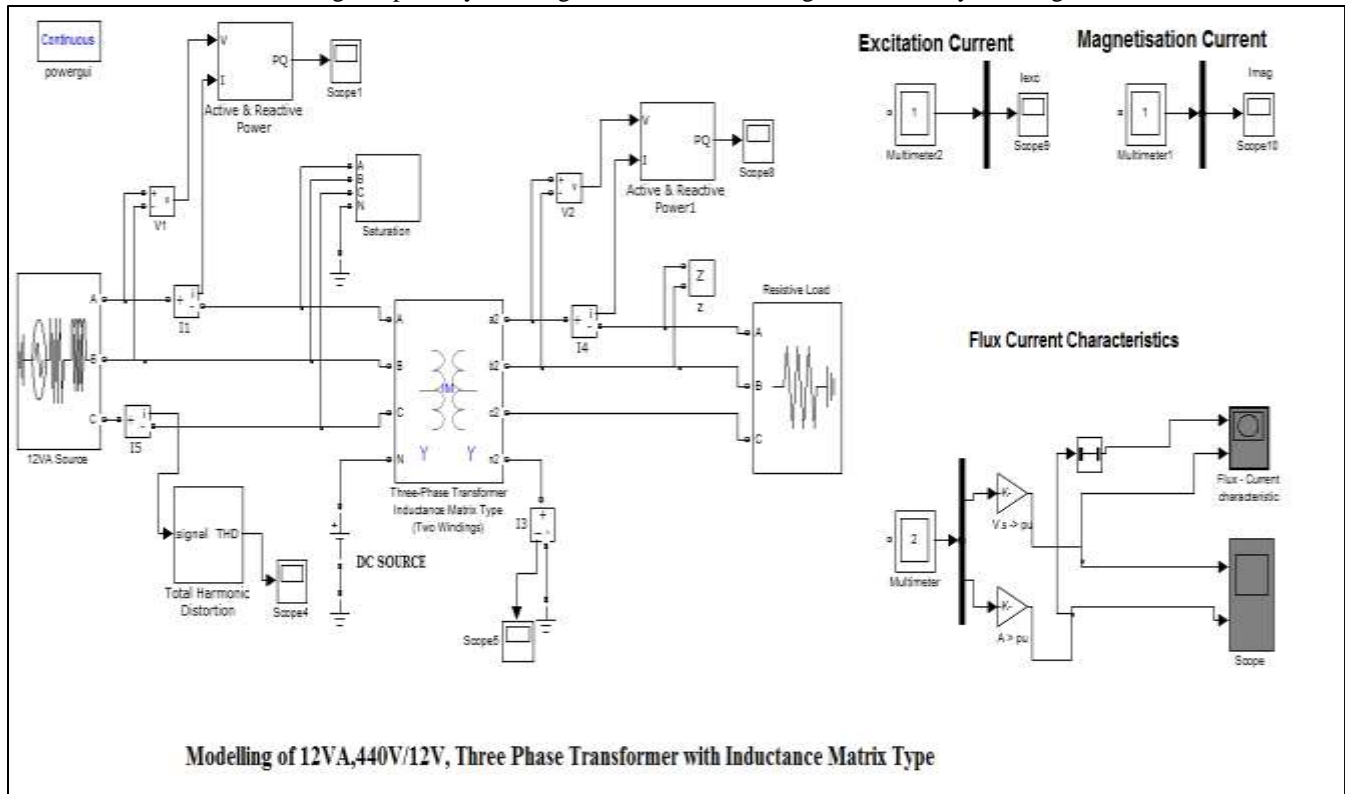 Continuous
powergui
V
I
PQ
Scope1
Active & Reactive
Power
Excitation Current
Iexc
1
Multimeter2
Scope9
Magnetisation Current
Imag
1
Multimeter1
Scope10
V
I
PQ
Scope8
Active & Reactive
Power1
A
B
C
N
Saturation
+
-
v
V1
+
-
v
V2
A
B
C
12VA Source
+
i
-
I1
+
i
-
I5
A
B
C
N
a2
b2
c2
n2
Y
Y
Three-Phase Transformer
Inductance Matrix Type
(Two Windings)
+
i
-
I4
Z
z
Resistive Load
A
B
C
signal
THD
Total Harmonic
Distortion
Scope4
+
DC SOURCE
I3
+
-
Scope5
Flux Current Characteristics
2
Multimeter
K-
V.s -> pu
K-
A > pu
Flux - Current
characteristic
Scope
Modelling of 12VA,440V/12V, Three Phase Transformer with Inductance Matrix Type